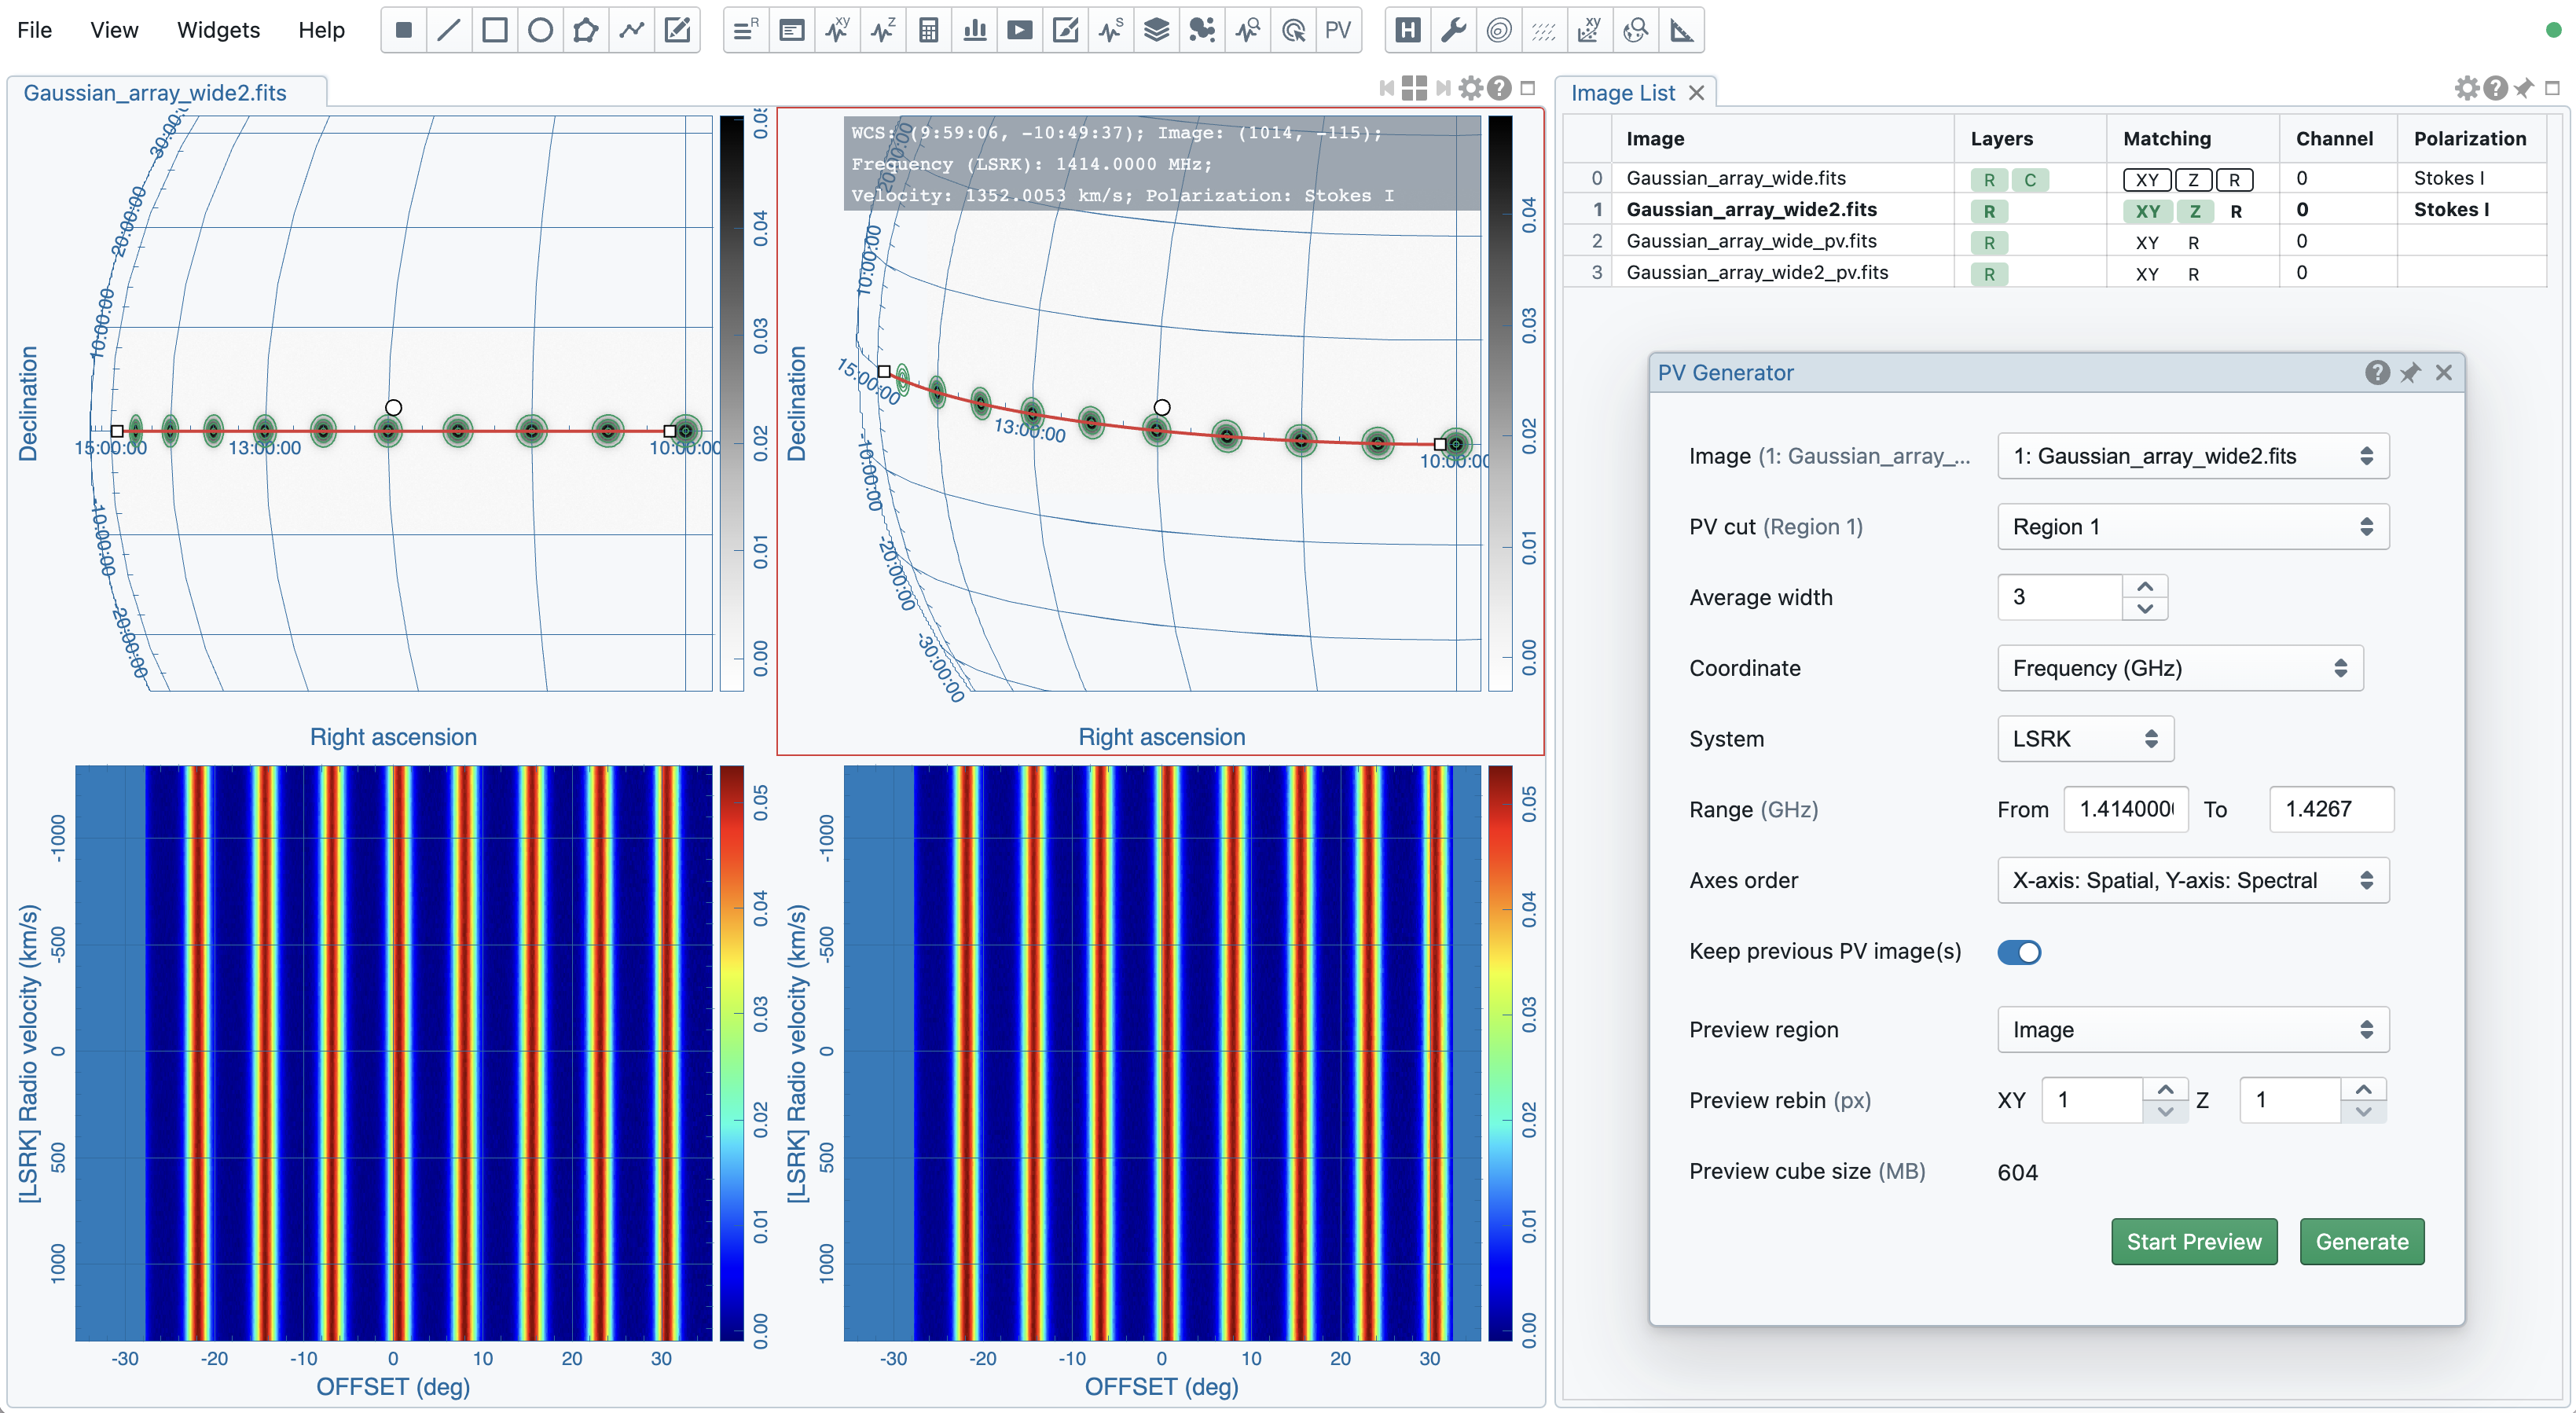 File View Widgets Help
R XY Z S PV H xy
Gaussian_array_wide2.fits
30:00:00
20:00:00
10:00:00
-10:00:00
-20:00:00
15:00:00 13:00:00 10:00:00
Declination
Right ascension
0.04
0.03
0.02
0.01
0.00
WCS: (9:59:06, -10:49:37); Image: (1014, -115);
Frequency (LSRK): 1414.0000 MHz;
Velocity: 1352.0053 km/s; Polarization: Stokes I
20:00:00
10:00:00
-10:00:00
-20:00:00
-30:00:00
15:00:00 13:00:00 10:00:00
Declination
Right ascension
0.04
0.03
0.02
0.01
0.00
[LSRK] Radio velocity (km/s)
-1000
-500
0
500
1000
-30 -20 -10 0 10 20 30
OFFSET (deg)
0.05
0.04
0.03
0.02
0.01
0.00
[LSRK] Radio velocity (km/s)
-1000
-500
0
500
1000
-30 -20 -10 0 10 20 30
OFFSET (deg)
0.05
0.04
0.03
0.02
0.01
0.00
Image List
Image Layers Matching Channel Polarization
0 Gaussian_array_wide.fits R C XY Z R 0 Stokes I
1 Gaussian_array_wide2.fits R XY Z R 0 Stokes I
2 Gaussian_array_wide_pv.fits R XY R 0
3 Gaussian_array_wide2_pv.fits R XY R 0
PV Generator
Image (1: Gaussian_array_... 1: Gaussian_array_wide2.fits
PV cut (Region 1) Region 1
Average width 3
Coordinate Frequency (GHz)
System LSRK
Range (GHz) From 1.414000 To 1.4267
Axes order X-axis: Spatial, Y-axis: Spectral
Keep previous PV image(s)
Preview region Image
Preview rebin (px) XY 1 Z 1
Preview cube size (MB) 604
Start Preview Generate